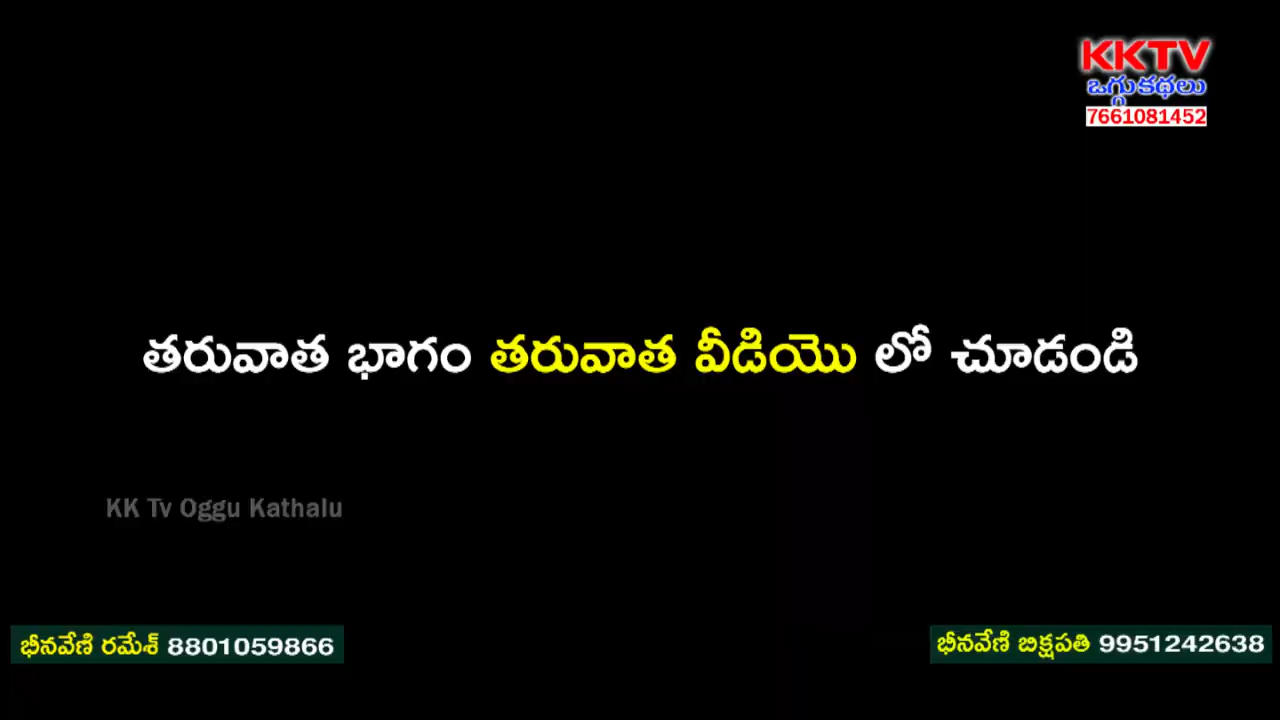 KKTV
ఒగ్గుకథలు
7661081452
తరువాత భాగం తరువాత వీడియొ లో చూడండి
KK Tv Oggu Kathalu
భీనవేణి రమేశ్ 8801059866
భీనవేణి బిక్షపతి 9951242638